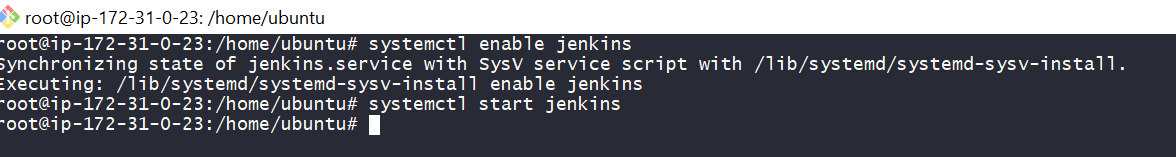 root@ip-172-31-0-23: /home/ubuntu
root@ip-172-31-0-23:/home/ubuntu# systemctl enable jenkins
Synchronizing state of jenkins.service with SysV service script with /lib/systemd/systemd-sysv-install.
Executing: /lib/systemd/systemd-sysv-install enable jenkins
root@ip-172-31-0-23:/home/ubuntu# systemctl start jenkins
root@ip-172-31-0-23:/home/ubuntu#